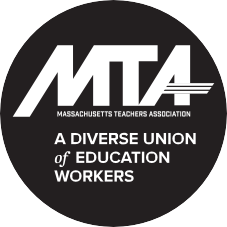 MTA
MASSACHUSETTS TEACHERS ASSOCIATION
A DIVERSE UNION
of EDUCATION
WORKERS